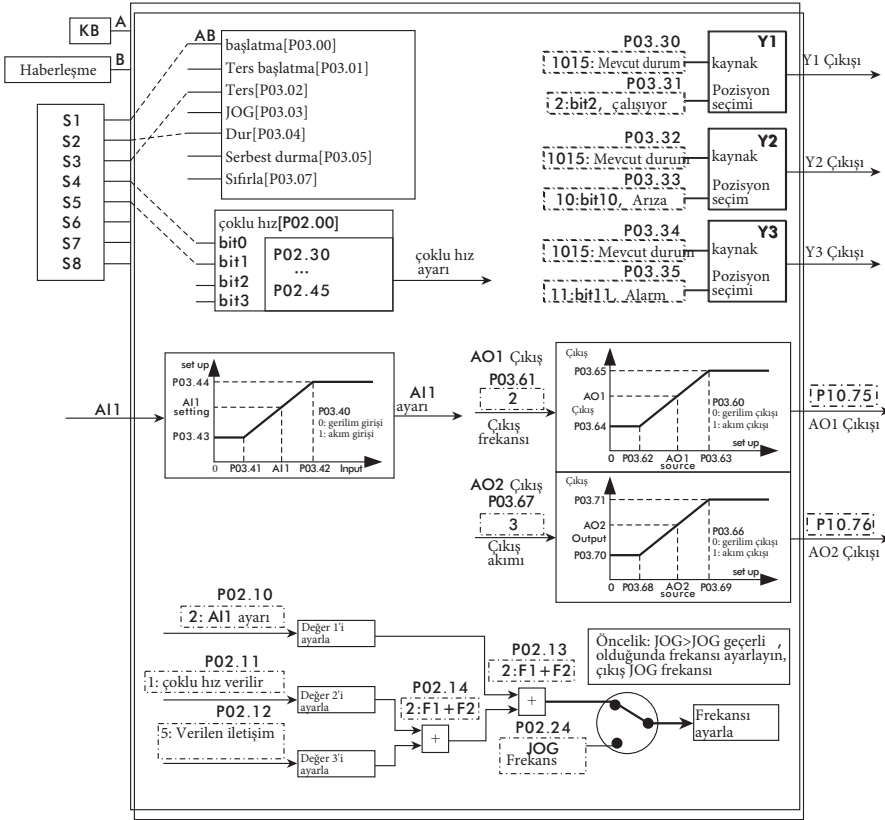 KB
A
Haberleşme
B
S1
S2
S3
S4
S5
S6
S7
S8
AB
başlatma[P03.00]
Ters başlatma[P03.01]
Ters[P03.02]
JOG[P03.03]
Dur[P03.04]
Serbest durma[P03.05]
Sıfırla[P03.07]
çoklu hız[P02.00]
bit0
bit1
bit2
bit3
P02.30
...
P02.45
çoklu hız
ayarı
P03.30
1015: Mevcut durum
P03.31
2:bit2, çalışıyor
Y1
kaynak
Pozisyon
seçimi
Y1 Çıkışı
P03.32
1015: Mevcut durum
P03.33
10:bit10, Arıza
Y2
kaynak
Pozisyon
seçim
Y2 Çıkışı
P03.34
1015: Mevcut durum
P03.35
11:bit11, Alarm
Y3
kaynak
Pozisyon
seçimi
Y3 Çıkışı
AI1
set up
P03.44
AI1
setting
P03.43
P03.40
0: gerilim girişi
1: akım girişi
0 P03.41 AI1 P03.42 Input
AI1
ayarı
AO1 Çıkış
P03.61
2
Çıkış
frekansı
Çıkış
P03.65
AO1
Çıkış
P03.64
P03.60
0: gerilim çıkışı
1: akım çıkışı
set up
0 P03.62 AO1 P03.63
source
P10.75
AO1 Çıkışı
AO2 Çıkış
P03.67
3
Çıkış
akımı
Çıkış
P03.71
AO2
Output
P03.70
P03.66
0: gerilim çıkışı
1: akım çıkışı
set up
0 P03.68 AO2 P03.69
source
P10.76
AO2 Çıkışı
P02.10
2: AI1 ayarı
Değer 1'i
ayarla
P02.11
1: çoklu hız verilir
Değer 2'i
ayarla
P02.12
5: Verilen iletişim
Değer 3'i
ayarla
P02.14
2:F1+F2
+
P02.13
2:F1+F2
+
P02.24
JOG
Frekans
Öncelik: JOG>JOG geçerli ,
olduğunda frekansı ayarlayın,
çıkış JOG frekansı
Frekansı
ayarla